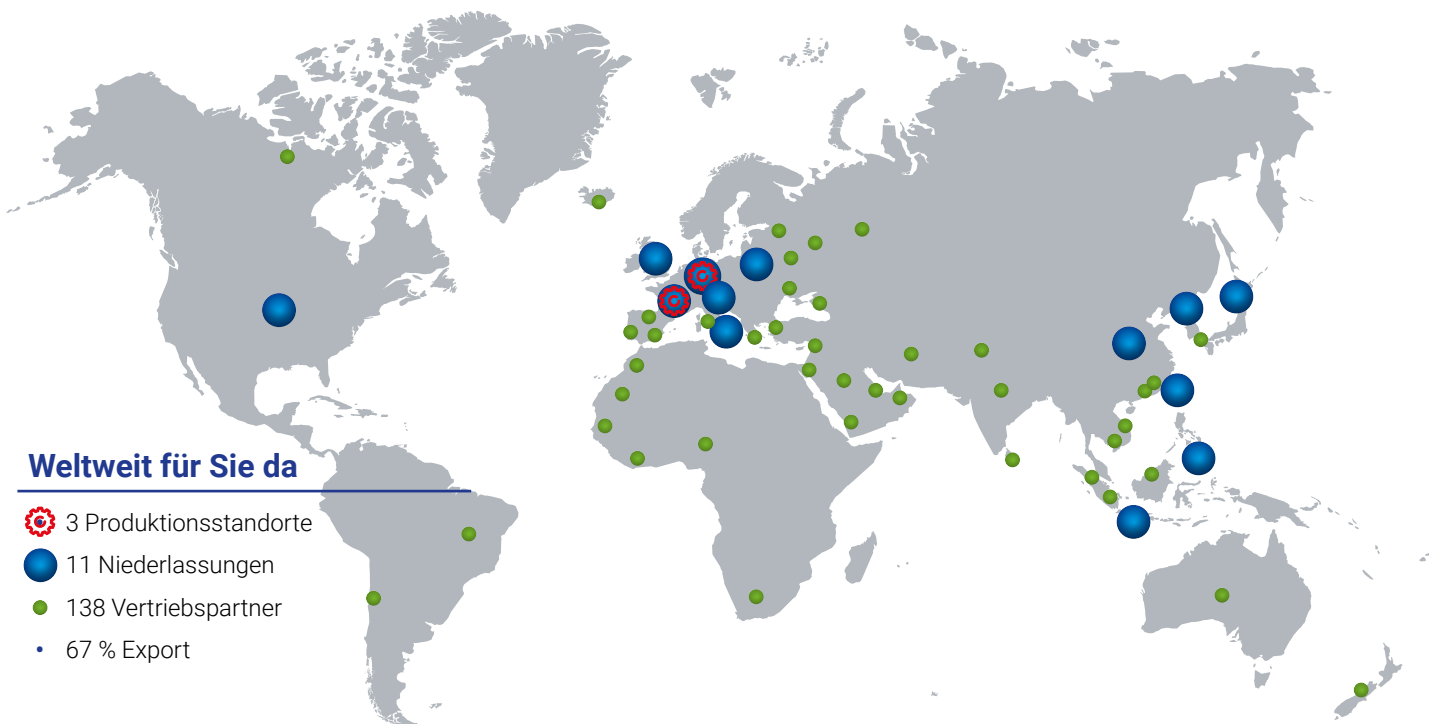 Weltweit für Sie da
3 Produktionsstandorte
11 Niederlassungen
138 Vertriebspartner
67 % Export